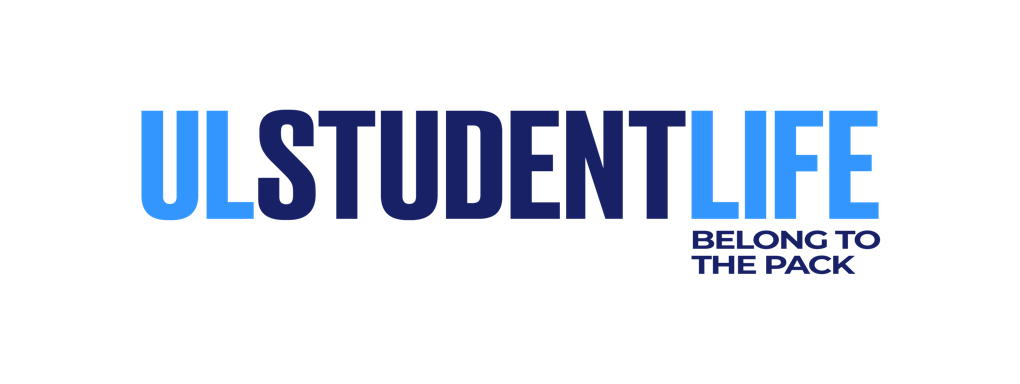 ULSTUDENTLIFE
BELONG TO
THE PACK